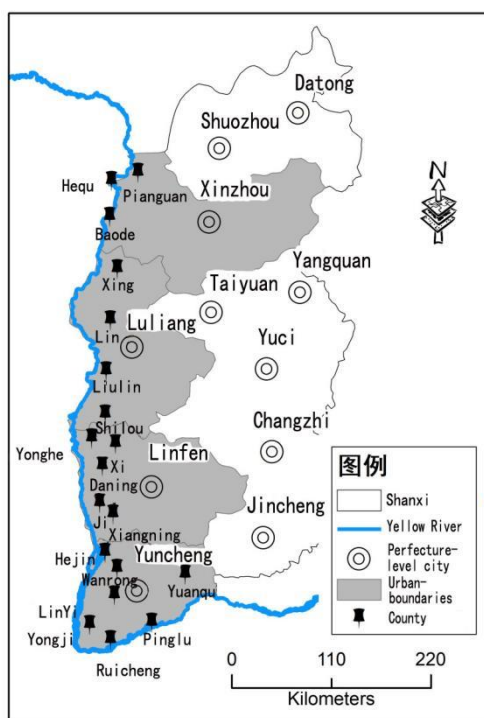 Datong
Shuozhou
N
Hequ
Pianguan
Xinzhou
Baode
Yangquan
Xing
Taiyuan
Lin
Luliang
Yuci
Liulin
Changzhi
Shilou
Yonghe
Linfen
Xi
图例
Daning
Shanxi
Ji
Jincheng
Yellow River
Xiangning
Perfecture-
level city
Hejin
Yuncheng
Urban-
boundaries
Wanrong
Yuanqu
County
LinYi
Yongji
Pinglu
Ruicheng
0 110 220
Kilometers